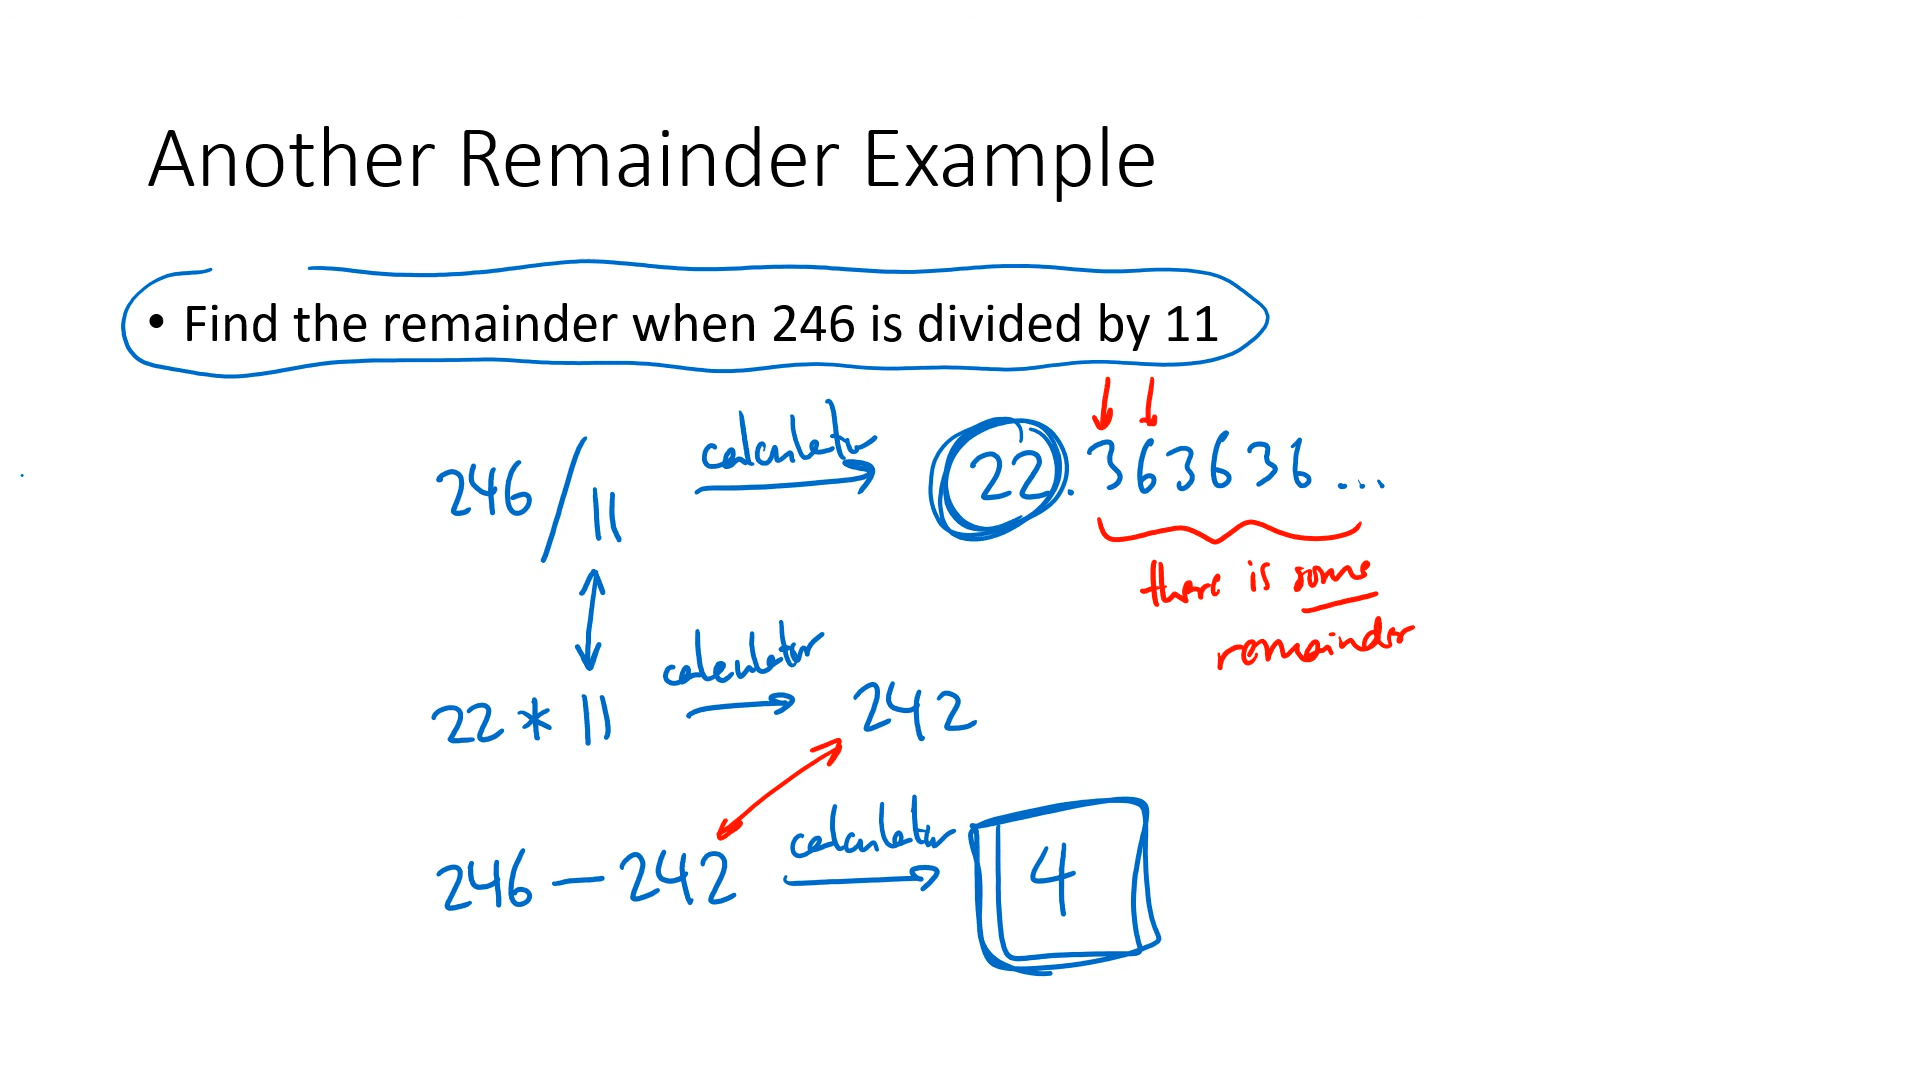 Another Remainder Example
• Find the remainder when 246 is divided by 11
246 / 11 calculator → 22.363636...
there is some
remainder
22 * 11 calculator → 242
246 – 242 calculator → 4